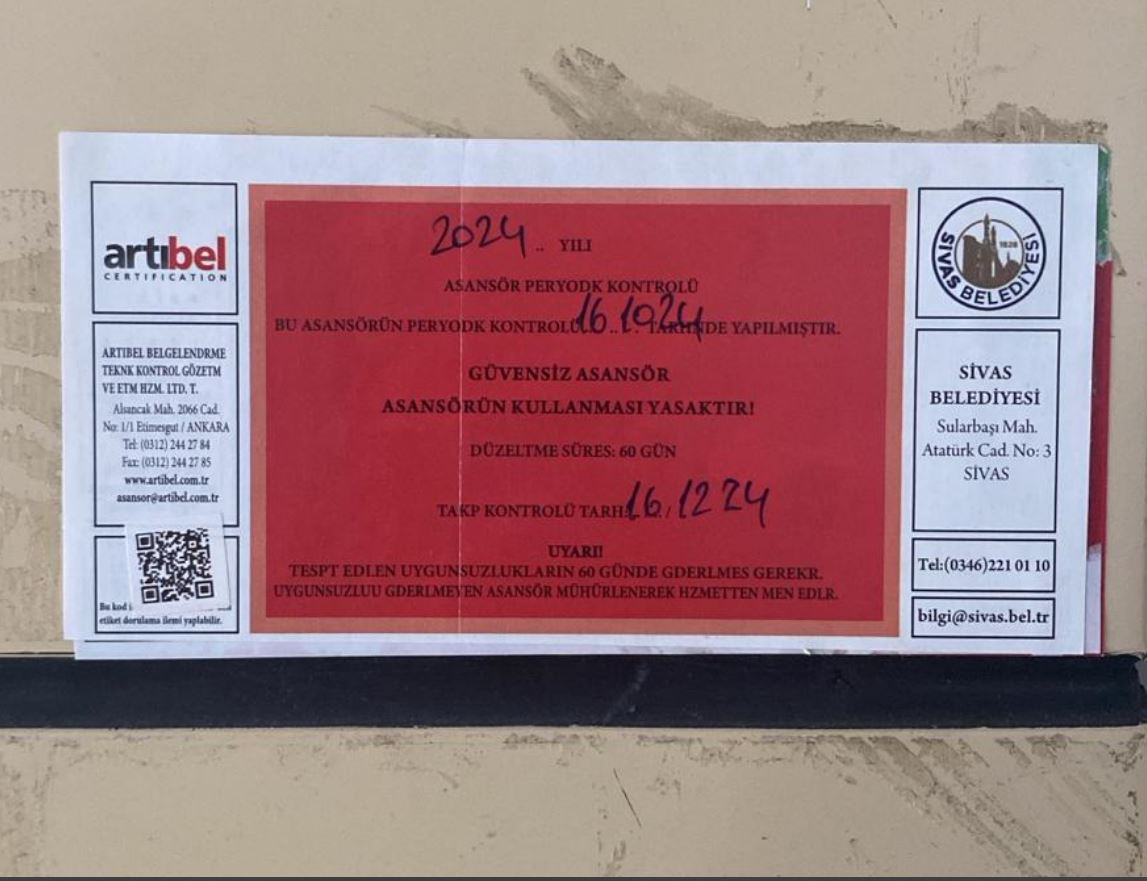 artıbel
CERTIFICATION
ARTIBEL BELGELENDRME
TEKNK KONTROL GÖZETM
VE ETM HZM. LTD. T.
Alsancak Mah. 2066 Cad.
No: 1/1 Etimesgut / ANKARA
Tel: (0312) 244 27 84
Fax: (0312) 244 27 85
www.artibel.com.tr
asansor@artibel.com.tr
Bu kod
etiket dorulama ilemi yapılabilir.
2024.. YILI
ASANSÖR PERYODK KONTROLÜ
BU ASANSÖRÜN PERYODK KONTROLÜ 16.10.24 TARHNDE YAPILMIŞTIR.
GÜVENSİZ ASANSÖR
ASANSÖRÜN KULLANMASI YASAKTIR!
DÜZELTME SÜRES: 60 GÜN
TAKP KONTROLÜ TARH: 16./12 24
UYARI!
TESPT EDLEN UYGUNSUZLUKLARIN 60 GÜNDE GDERLMES GEREKR.
UYGUNSUZLUU GDERLMEYEN ASANSÖR MÜHÜRLENEREK HZMETTEN MEN EDLR.
SİVAS BELEDİYESİ
1828
SİVAS
BELEDİYESİ
Sularbaşı Mah.
Atatürk Cad. No: 3
SİVAS
Tel:(0346)221 01 10
bilgi@sivas.bel.tr